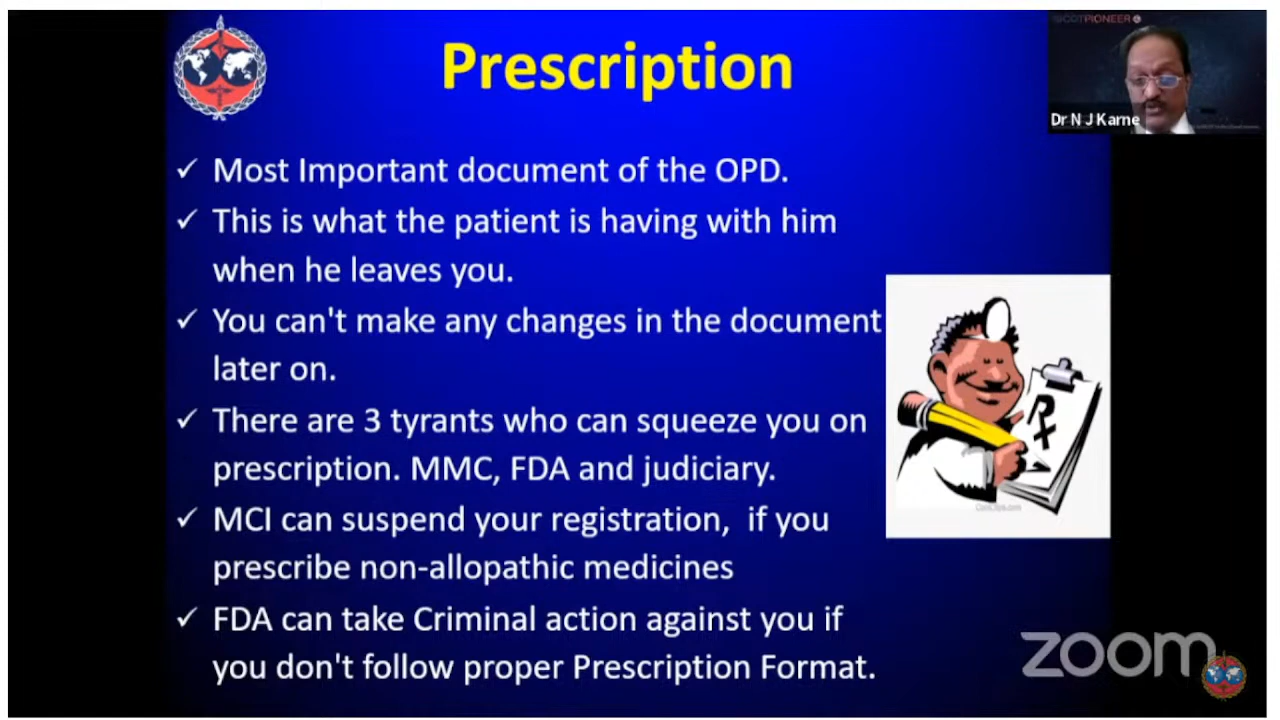 SICOTPIONEER
Prescription
Dr N J Karne
✓ Most Important document of the OPD.
✓ This is what the patient is having with him
when he leaves you.
✓ You can't make any changes in the document
later on.
✓ There are 3 tyrants who can squeeze you on
prescription. MMC, FDA and judiciary.
✓ MCI can suspend your registration, if you
prescribe non-allopathic medicines
✓ FDA can take Criminal action against you if
you don't follow proper Prescription Format.
℞
zoom